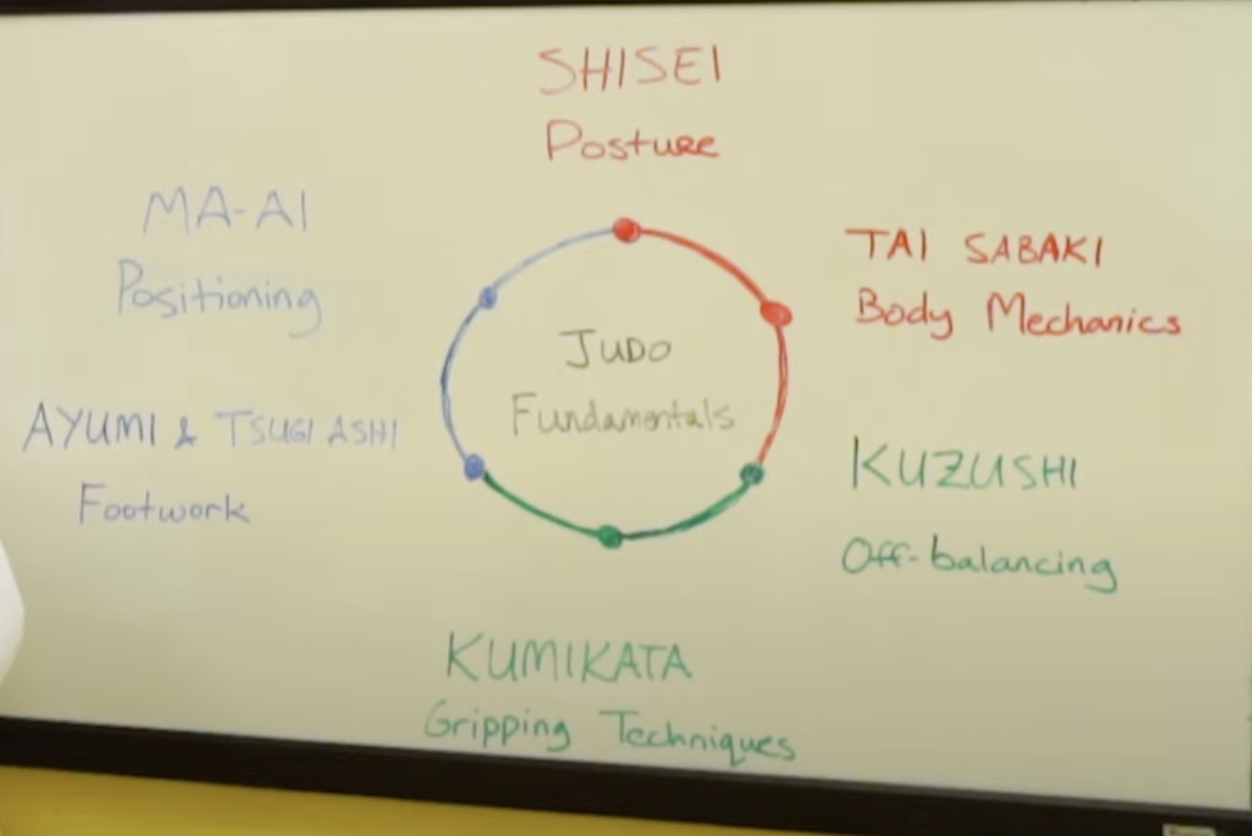 SHISEI
Posture
MA-AI
Positioning
TAI SABAKI
Body Mechanics
JUDO
Fundamentals
AYUMI & TSUGI ASHI
Footwork
KUZUSHI
Off-balancing
KUMIKATA
Gripping Techniques